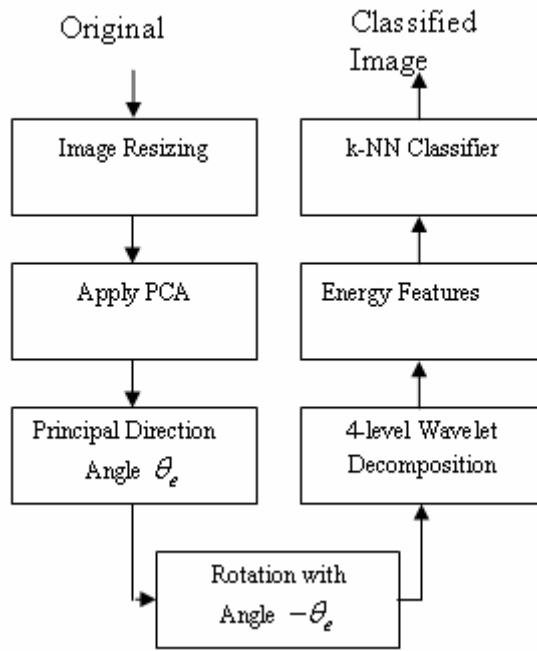 Original
Image Resizing
Apply PCA
Principal Direction
Angle θₑ
Rotation with
Angle −θₑ
4-level Wavelet
Decomposition
Energy Features
k-NN Classifier
Classified
Image